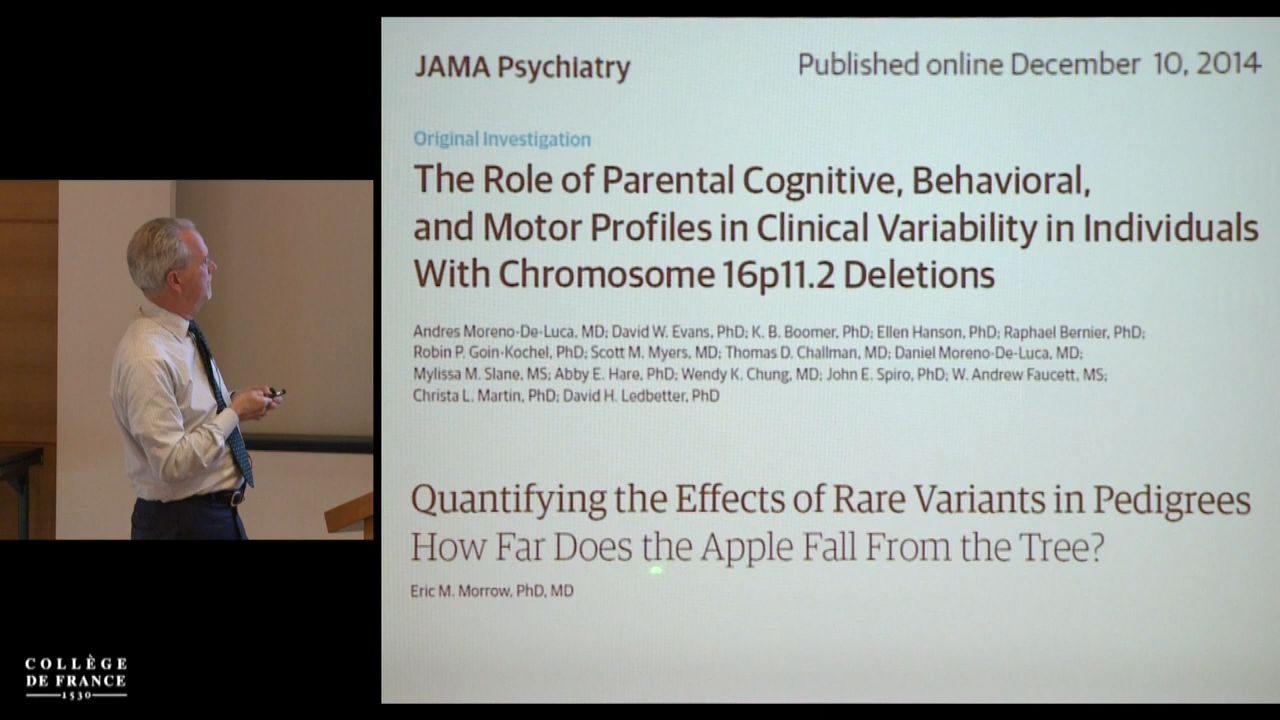 JAMA Psychiatry
Published online December 10, 2014
Original Investigation
The Role of Parental Cognitive, Behavioral,
and Motor Profiles in Clinical Variability in Individuals
With Chromosome 16p11.2 Deletions
Andres Moreno-De-Luca, MD; David W. Evans, PhD; K. B. Boomer, PhD; Ellen Hanson, PhD; Raphael Bernier, PhD;
Robin P. Goin-Kochel, PhD; Scott M. Myers, MD; Thomas D. Challman, MD; Daniel Moreno-De-Luca, MD;
Mylissa M. Slane, MS; Abby E. Hare, PhD; Wendy K. Chung, MD; John E. Spiro, PhD; W. Andrew Faucett, MS;
Christa L. Martin, PhD; David H. Ledbetter, PhD
Quantifying the Effects of Rare Variants in Pedigrees
How Far Does the Apple Fall From the Tree?
Eric M. Morrow, PhD, MD
COLLÈGE
DE FRANCE
1530